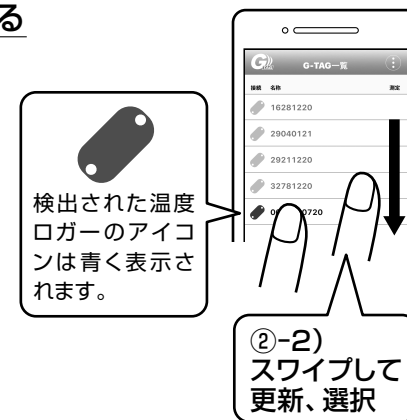 る
G-TAG一覧
接続 名称 測定
16281220
29040121
29211220
32781220
0720
検出された温度
ロガーのアイコ
ンは青く表示さ
れます。
②-2)
スワイプして
更新、選択